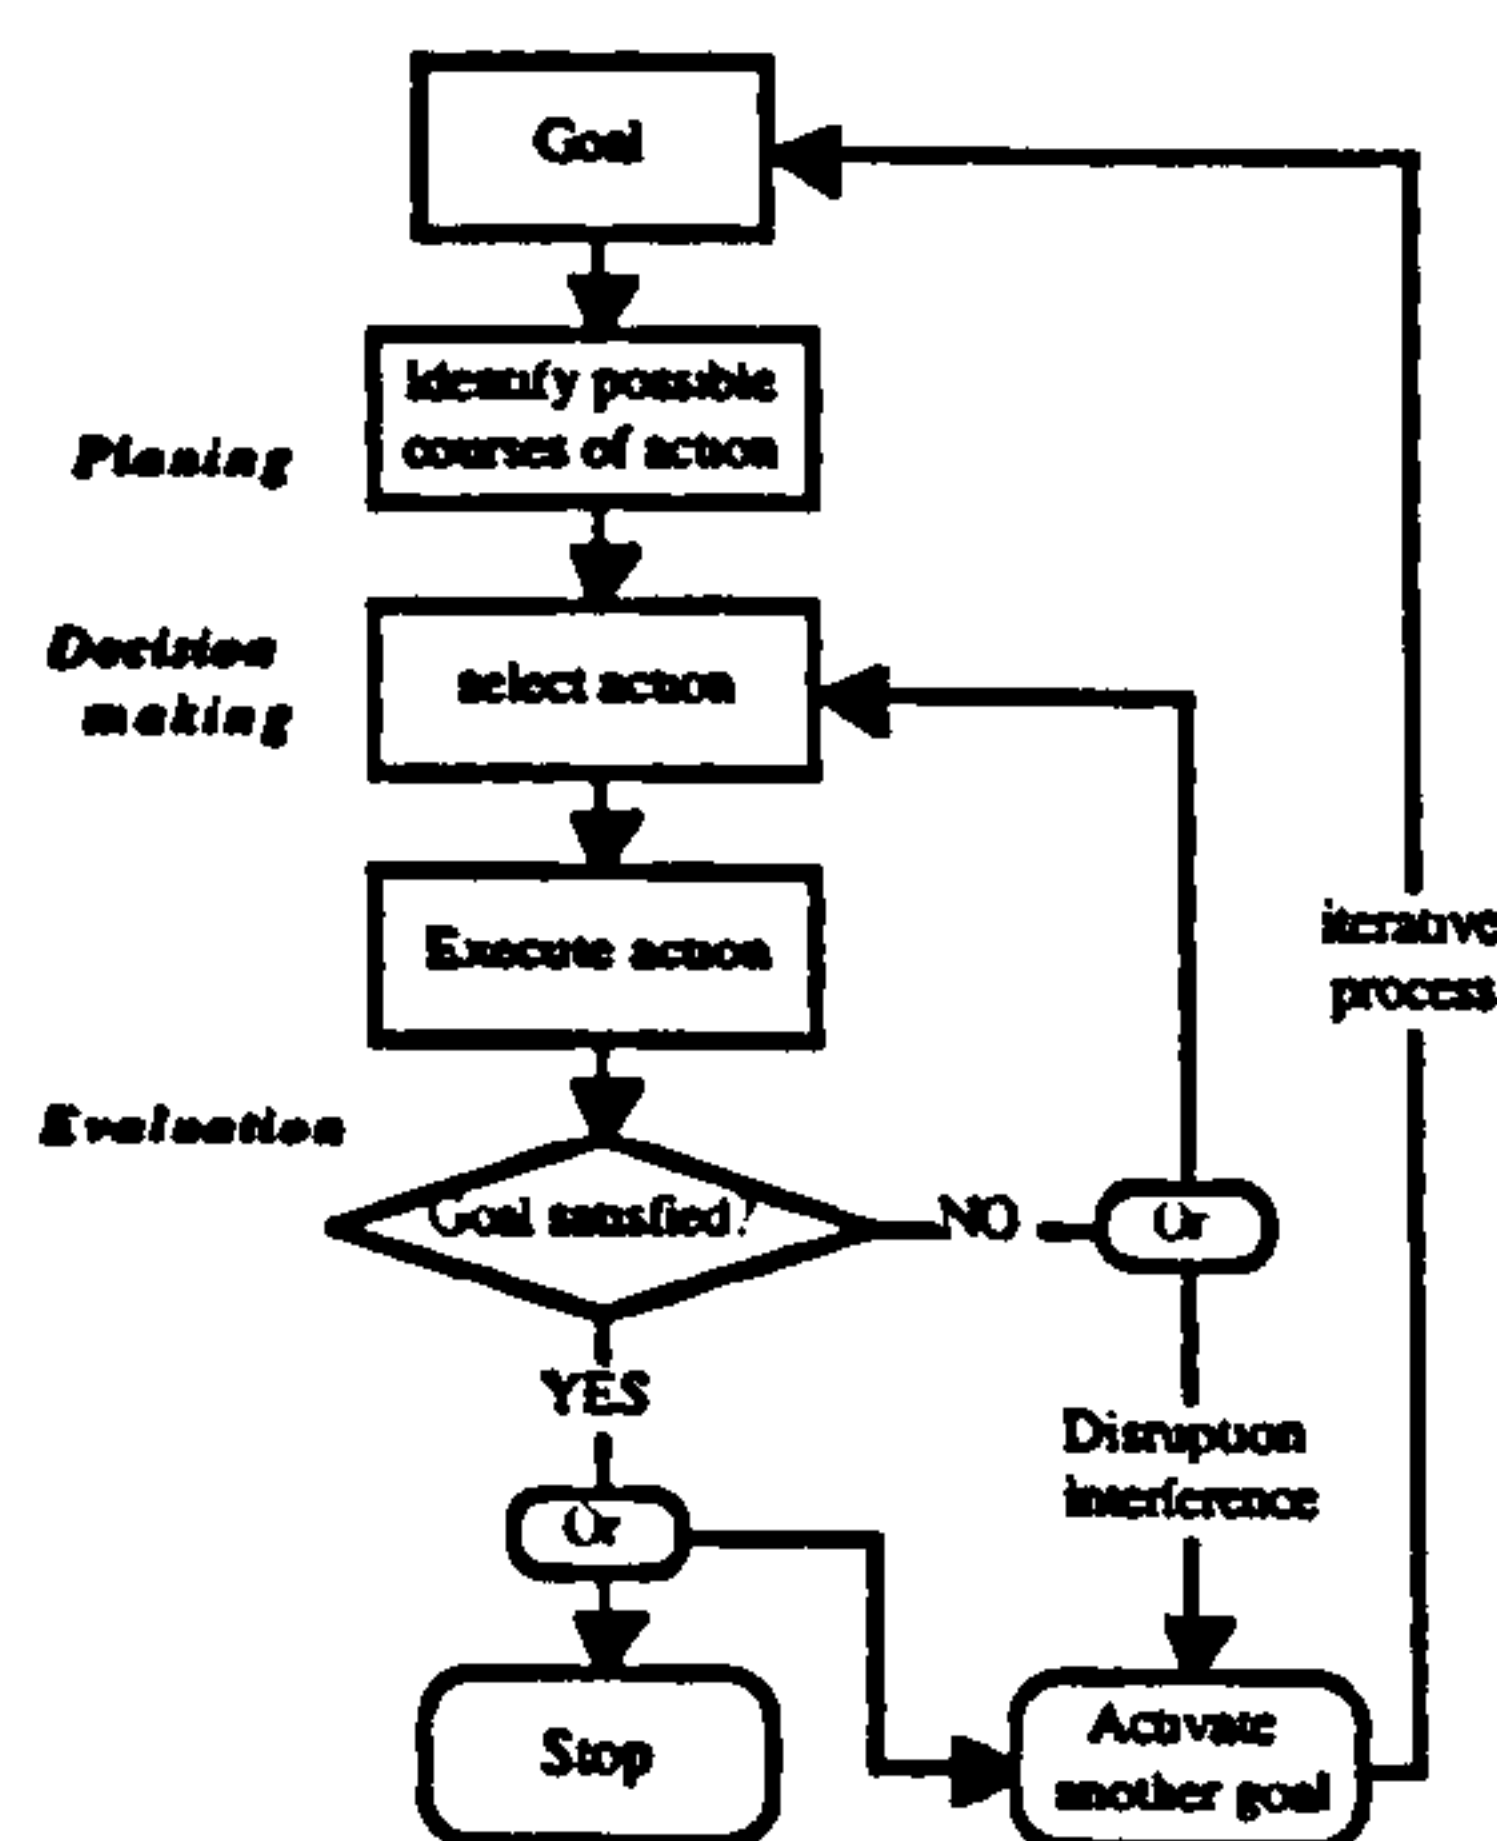 Goal
Identify possible
courses of action
Planing
select action
Decision
making
Execute action
iterative
process
Evaluation
Goal satisfied?
NO
Or
YES
Disruption
interference
Or
Stop
Activate
another goal